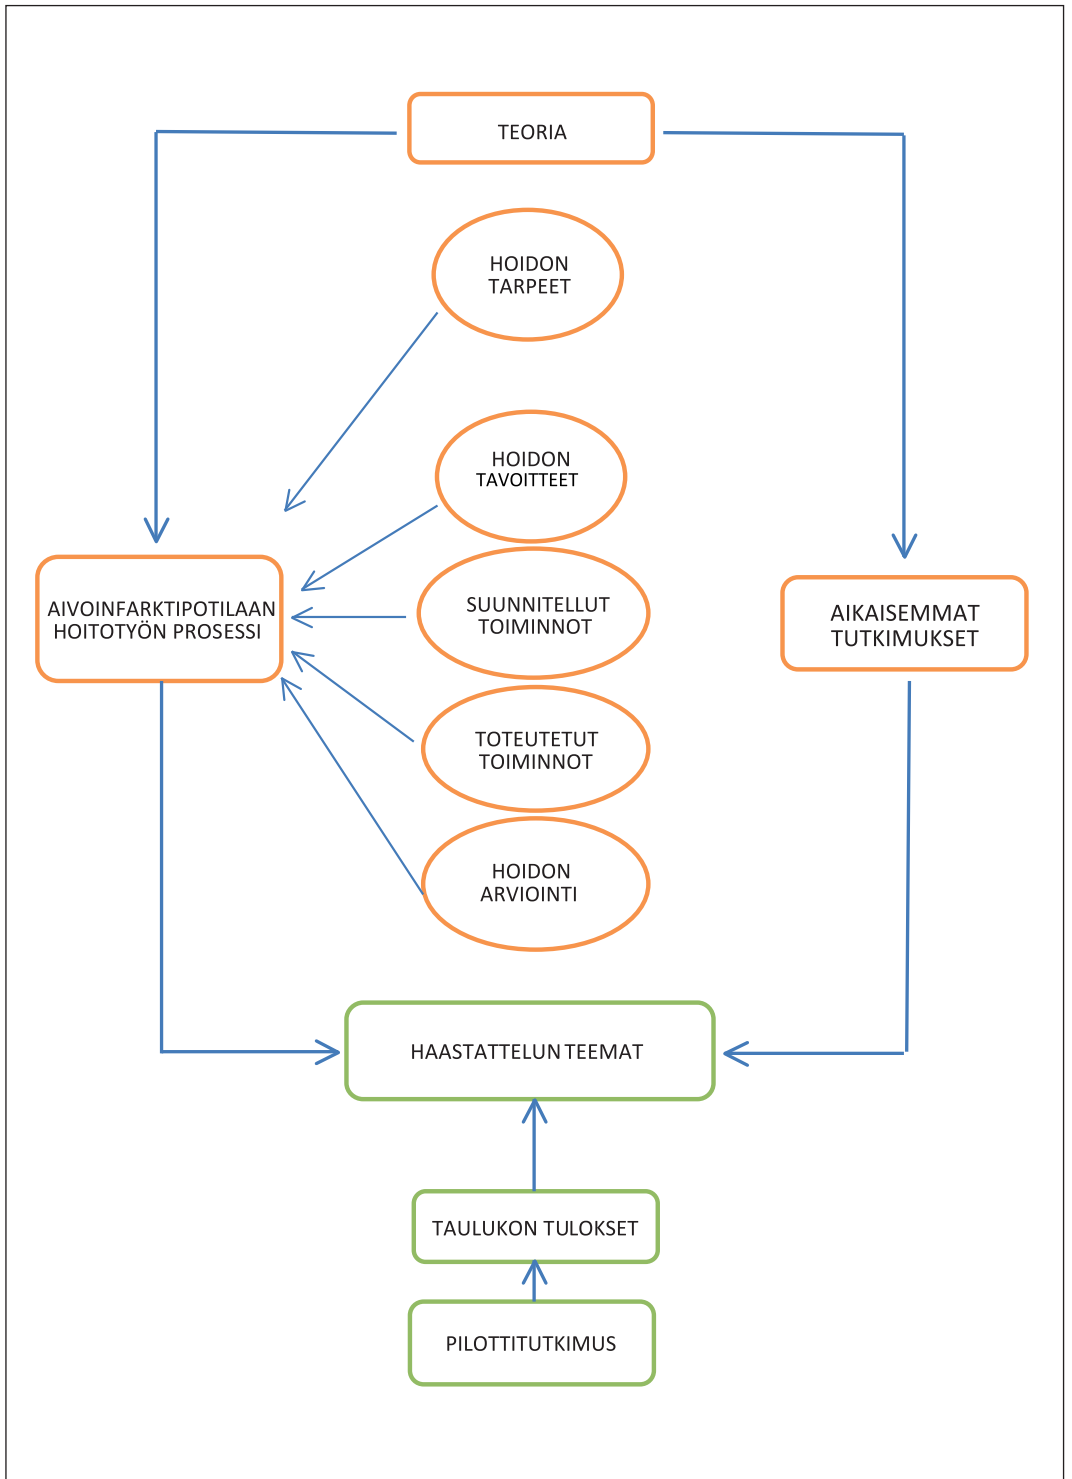 TEORIA
HOIDON
TARPEET
HOIDON
TAVOITTEET
AIVOINFARKTIPOTILAAN
HOITOTYÖN PROSESSI
SUUNNITELLUT
TOIMINNOT
AIKAISEMMAT
TUTKIMUKSET
TOTEUTETUT
TOIMINNOT
HOIDON
ARVIOINTI
HAASTATTELUN TEEMAT
TAULUKON TULOKSET
PILOTTITUTKIMUS